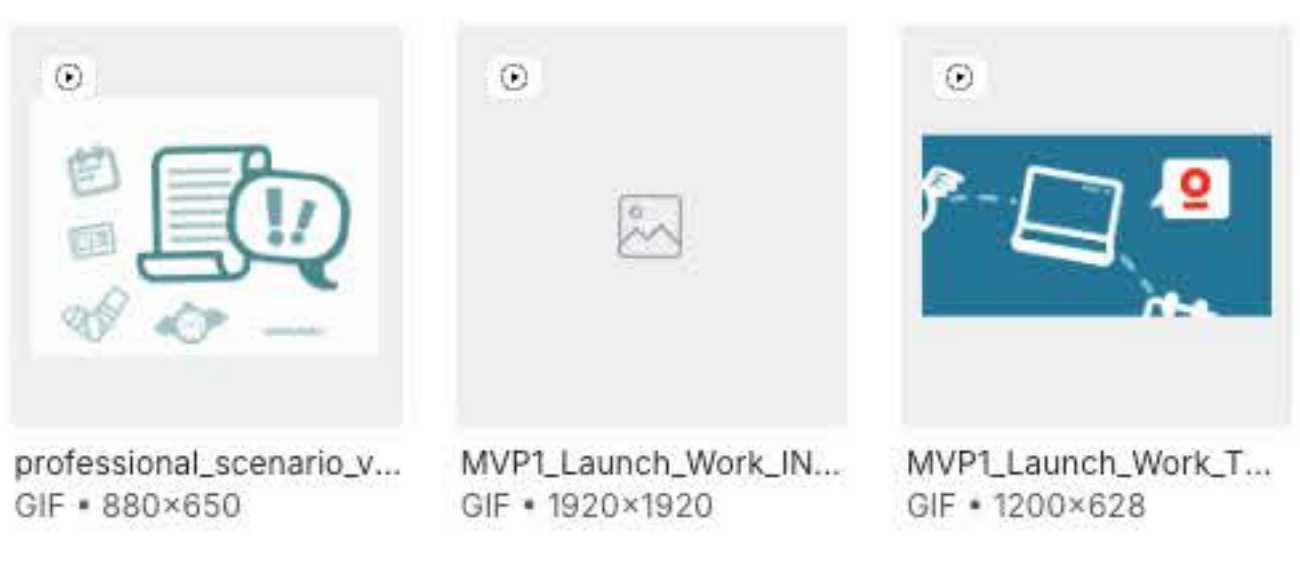 professional_scenario_v...
GIF • 880×650
MVP1_Launch_Work_IN...
GIF • 1920×1920
MVP1_Launch_Work_T...
GIF • 1200×628